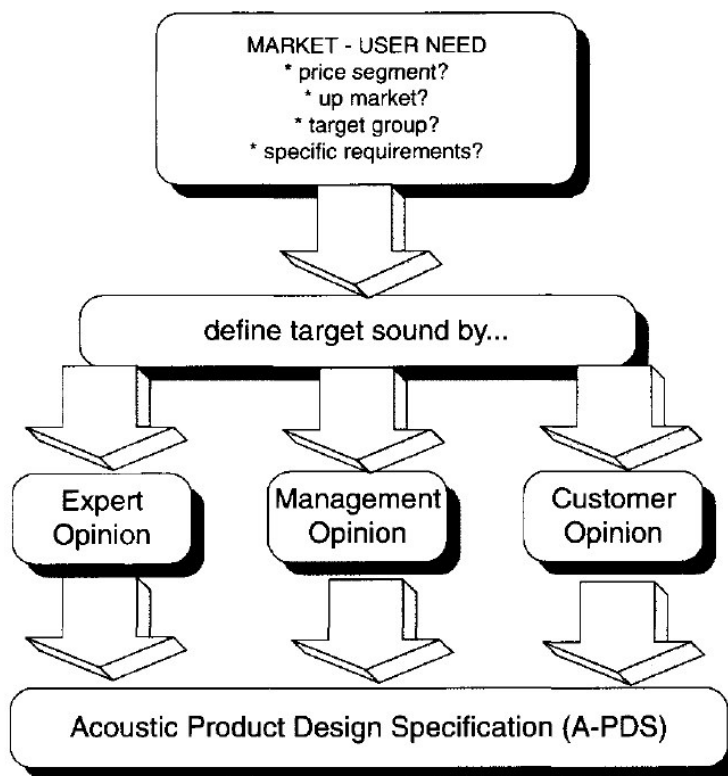 MARKET - USER NEED
* price segment?
* up market?
* target group?
* specific requirements?
define target sound by...
Expert
Opinion
Management
Opinion
Customer
Opinion
Acoustic Product Design Specification (A-PDS)